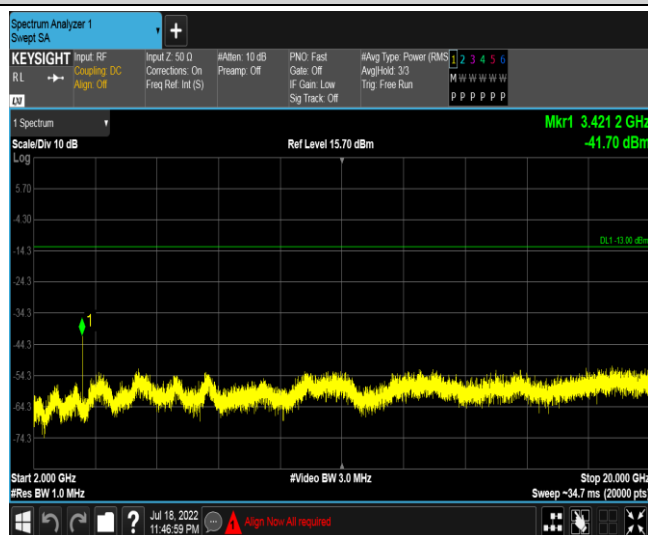 Spectrum Analyzer 1
Swept SA
+
KEYSIGHT
RL
LXI
Input: RF
Coupling: DC
Align: Off
Input Z: 50 Ω
Corrections: On
Freq Ref: Int (S)
#Atten: 10 dB
Preamp: Off
PNO: Fast
Gate: Off
IF Gain: Low
Sig Track: Off
#Avg Type: Power (RMS
Avg|Hold: 3/3
Trig: Free Run
1 2 3 4 5 6
M W W W W W
P P P P P P
1 Spectrum
Mkr1 3.421 2 GHz
Scale/Div 10 dB
Ref Level 15.70 dBm
-41.70 dBm
Log
5.70
-4.30
DL1 -13.00 dBm
-14.3
-24.3
-34.3
1
-44.3
-54.3
-64.3
-74.3
Start 2.000 GHz
#Video BW 3.0 MHz
Stop 20.000 GHz
#Res BW 1.0 MHz
Sweep ~34.7 ms (20000 pts)
?
Jul 18, 2022
11:46:59 PM
1
Align Now All required